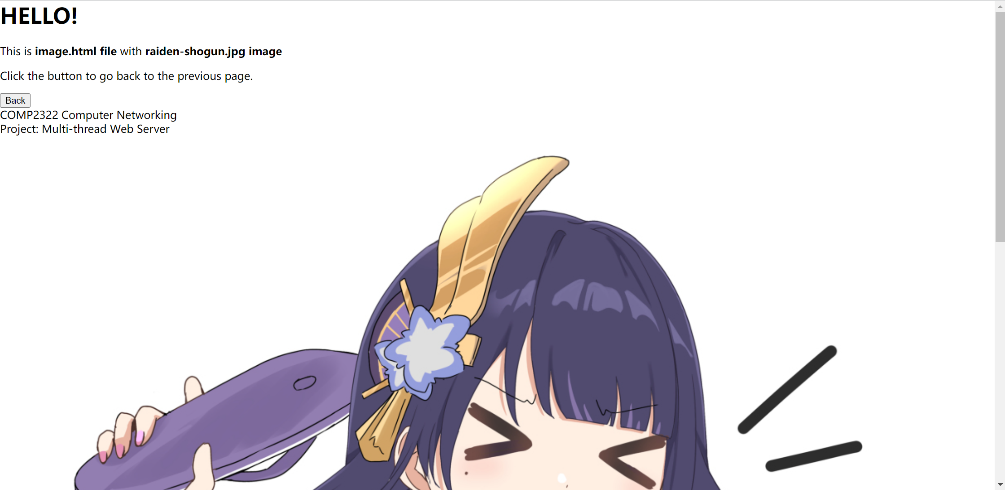 HELLO!
This is image.html file with raiden-shogun.jpg image
Click the button to go back to the previous page.
Back
COMP2322 Computer Networking
Project: Multi-thread Web Server